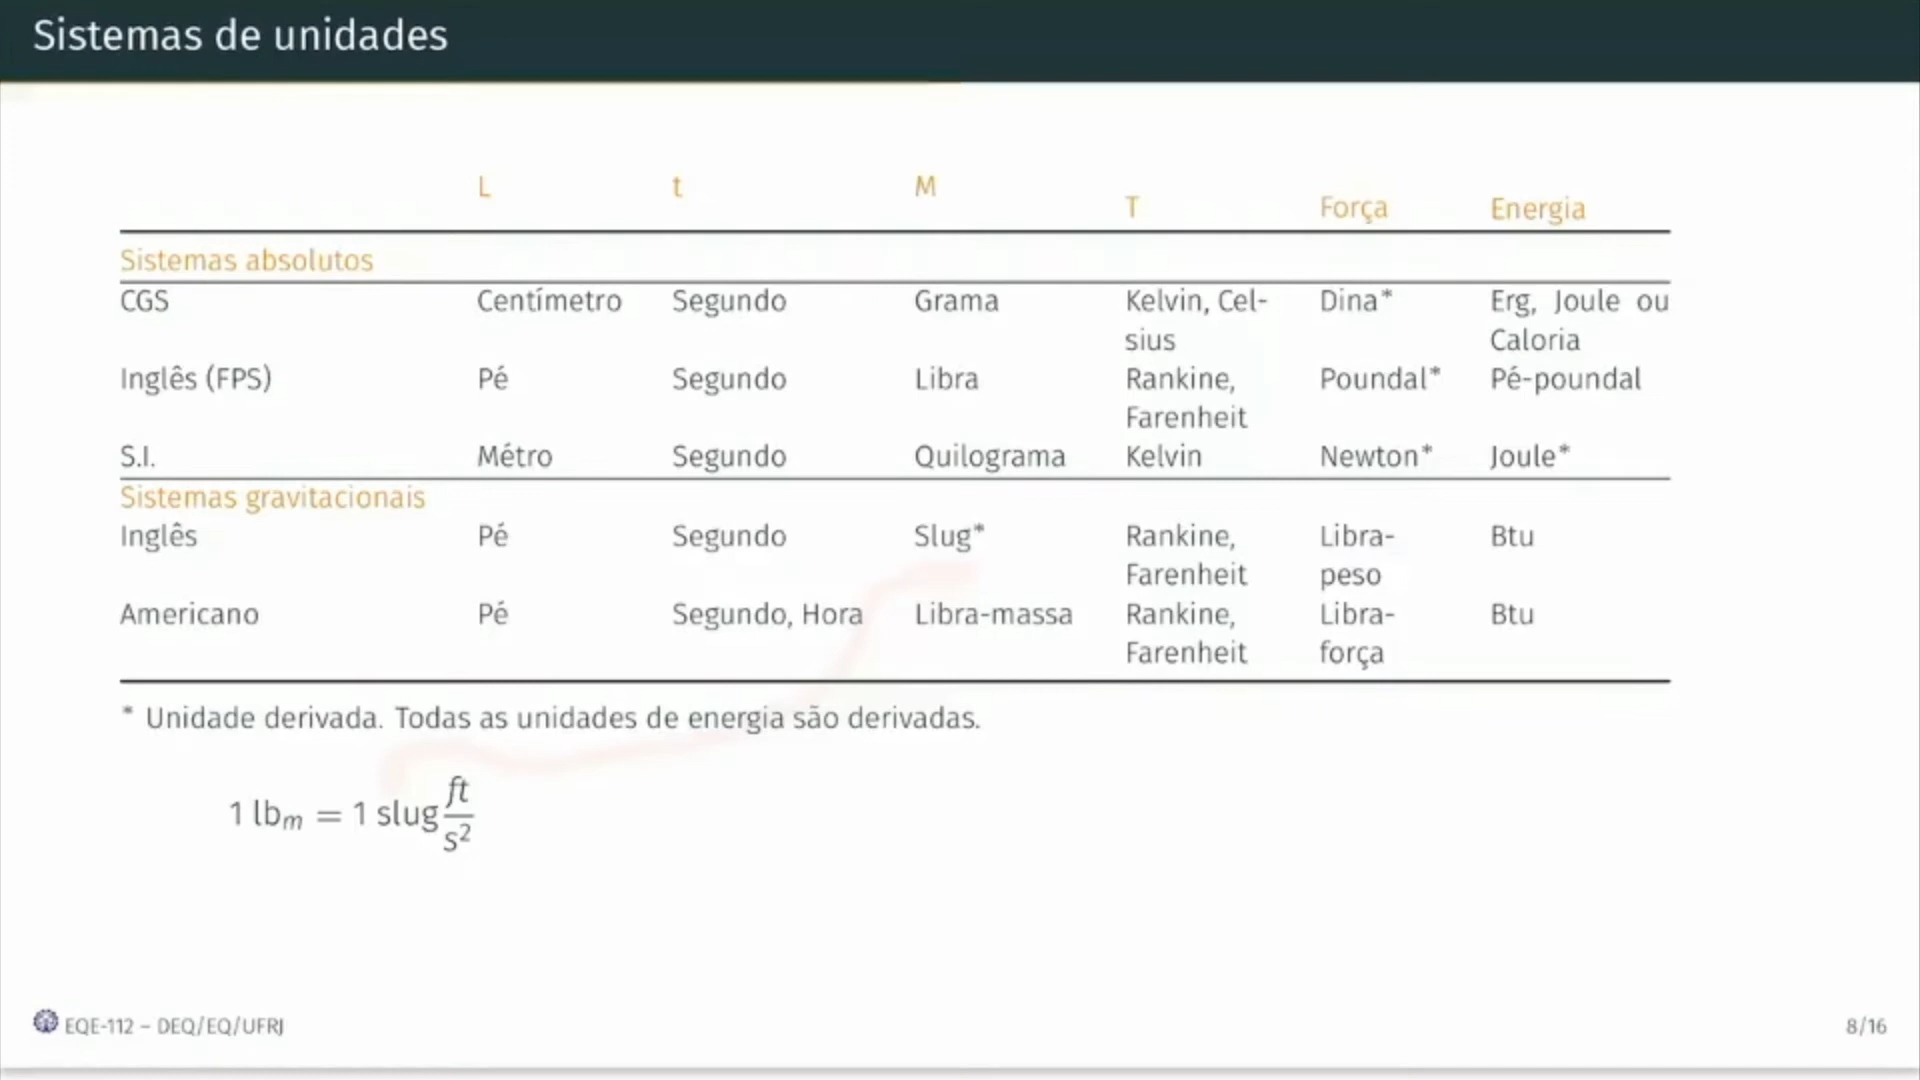 Sistemas de unidades
L t M T Força Energia
Sistemas absolutos
CGS Centímetro Segundo Grama Kelvin, Cel- Dina* Erg, Joule ou
sius Caloria
Inglês (FPS) Pé Segundo Libra Rankine, Poundal* Pé-poundal
Farenheit
S.I. Métro Segundo Quilograma Kelvin Newton* Joule*
Sistemas gravitacionais
Inglês Pé Segundo Slug* Rankine, Libra- Btu
Farenheit peso
Americano Pé Segundo, Hora Libra-massa Rankine, Libra- Btu
Farenheit força
* Unidade derivada. Todas as unidades de energia são derivadas.
1 lbₘ = 1 slug ft/s²
EQE-112 – DEQ/EQ/UFRJ 8/16